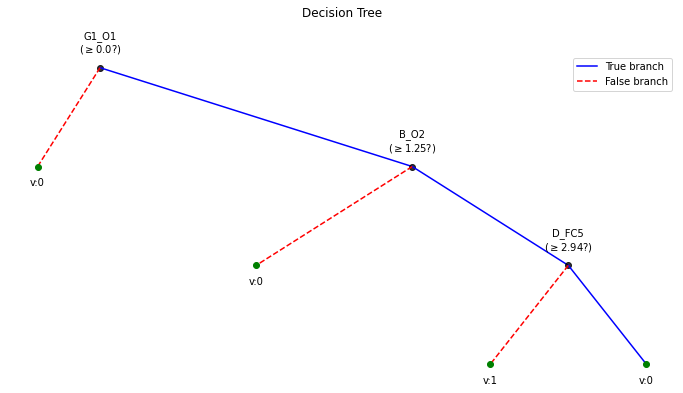 Decision Tree
G1_O1
(≥0.0?)
True branch
False branch
B_O2
(≥1.25?)
v:0
D_FC5
(≥2.94?)
v:0
v:1
v:0